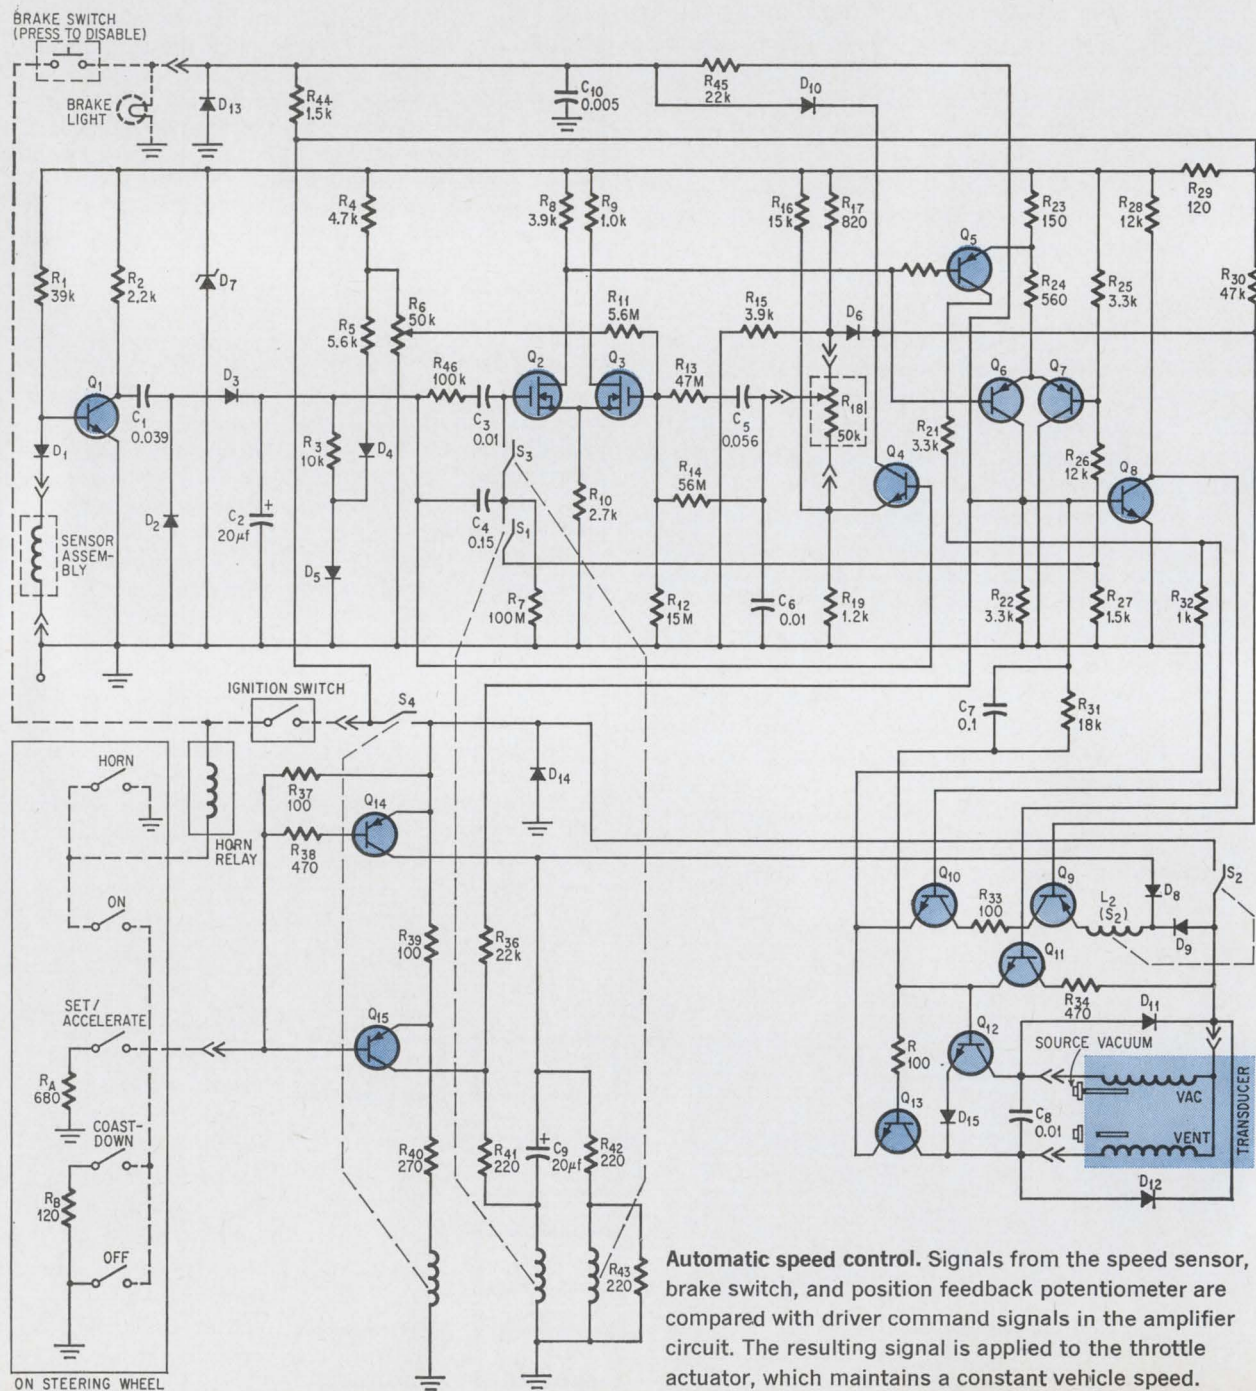 BRAKE SWITCH
(PRESS TO DISABLE)
BRAKE
LIGHT
D13
R44
1.5k
C10
0.005
R45
22k
D10
R4
4.7k
R8
3.9k
R9
1.0k
R16
15k
R17
820
R23
150
R28
12k
R29
120
Q5
R1
39k
R2
2.2k
D7
R5
5.6k
R6
50k
R11
5.6M
R15
3.9k
D6
R24
560
R25
3.3k
R30
47k
Q1
D3
R46
100k
Q2
Q3
R13
47M
Q6
Q7
C1
0.039
C3
0.01
C5
0.056
R18
50k
R21
3.3k
D1
R3
10k
D4
S3
R14
56M
Q4
R26
12k
Q8
SENSOR
ASSEM-
BLY
D2
C2
20μf
C4
0.15
S1
R10
2.7k
D5
R7
100M
R12
15M
C6
0.01
R19
1.2k
R22
3.3k
R27
1.5k
R32
1k
IGNITION SWITCH
S4
C7
0.1
R31
18k
HORN
R37
100
D14
Q14
R38
470
HORN
RELAY
ON
Q10
R33
100
Q9
L2
(S2)
D8
S2
D9
R39
100
R36
22k
Q11
R34
470
D11
SET/
ACCELERATE
Q15
Q12
SOURCE VACUUM
R
100
RA
680
VAC
TRANSDUCER
Q13
D15
C8
0.01
VENT
COAST-
DOWN
R40
270
R41
220
C9
20μf
R42
220
D12
RB
120
OFF
R43
220
ON STEERING WHEEL
Automatic speed control. Signals from the speed sensor,
brake switch, and position feedback potentiometer are
compared with driver command signals in the amplifier
circuit. The resulting signal is applied to the throttle
actuator, which maintains a constant vehicle speed.